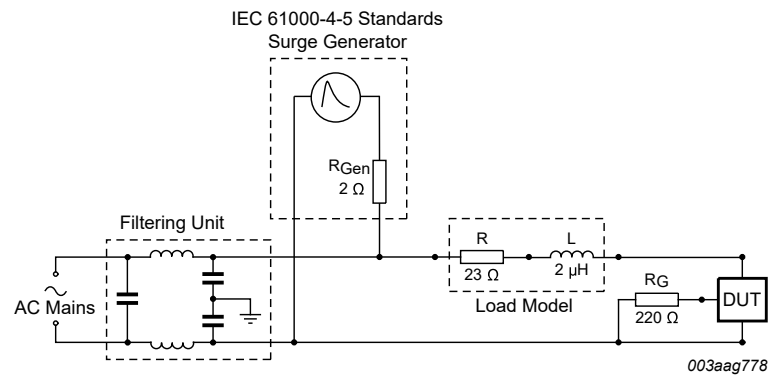 IEC 61000-4-5 Standards
Surge Generator
RGen
2 Ω
Filtering Unit
AC Mains
R
23 Ω
L
2 μH
Load Model
RG
220 Ω
DUT
003aag778